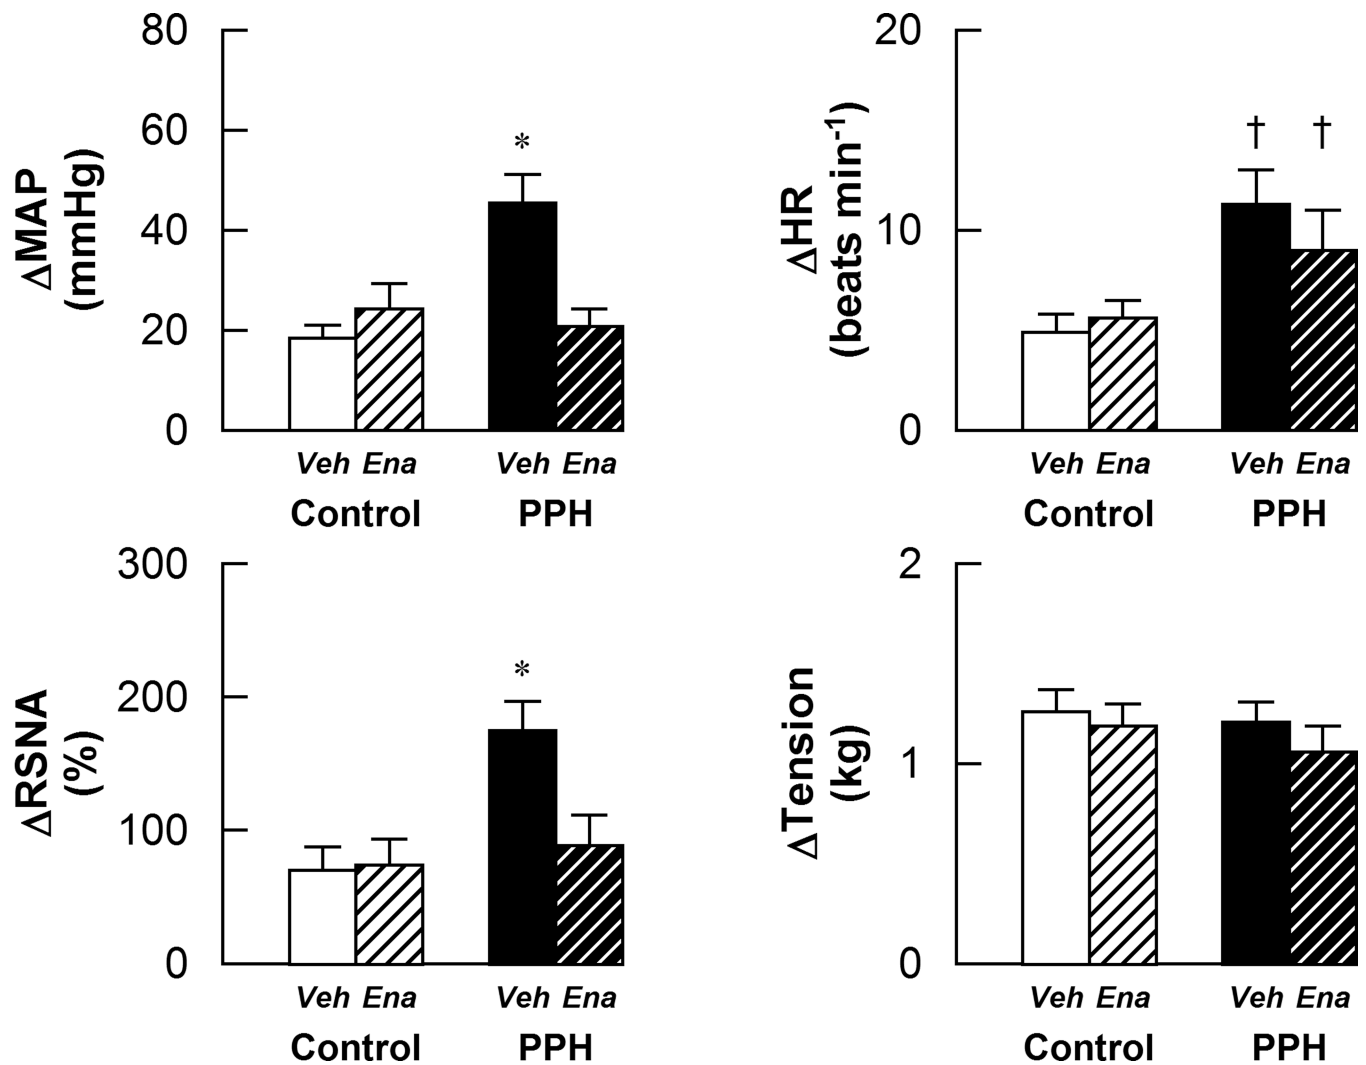 80
60
40
20
0
ΔMAP
(mmHg)
*
Veh Ena Veh Ena
Control PPH
20
10
0
ΔHR
(beats min-1)
† †
Veh Ena Veh Ena
Control PPH
300
200
100
0
ΔRSNA
(%)
*
Veh Ena Veh Ena
Control PPH
2
1
0
ΔTension
(kg)
Veh Ena Veh Ena
Control PPH